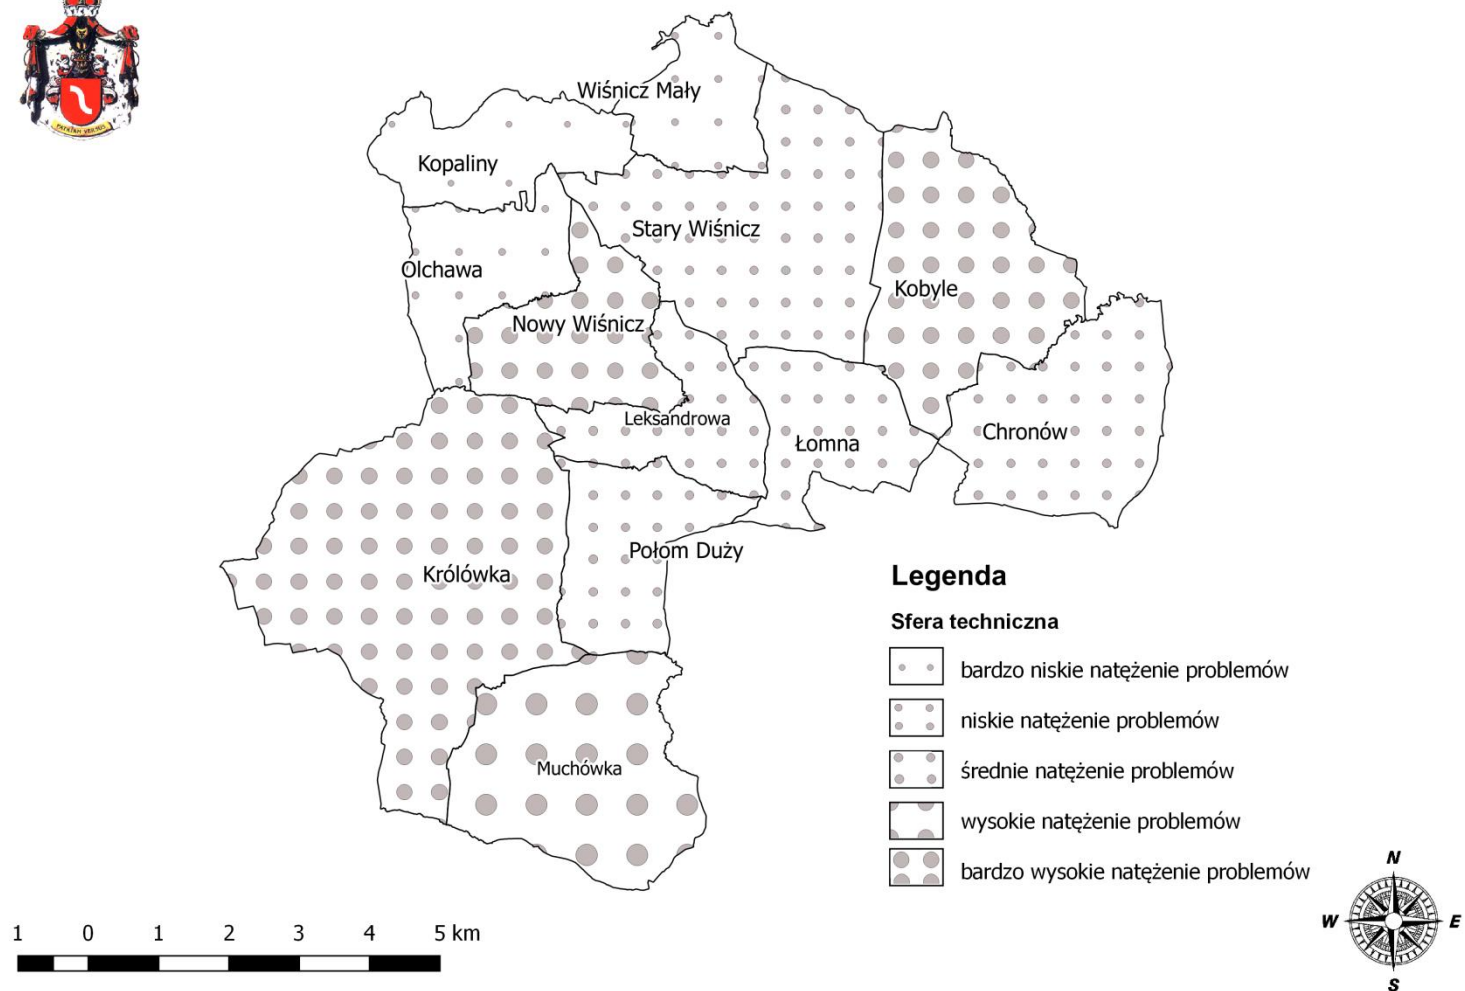 PATRIAM VERSUS
Wiśnicz Mały
Kopaliny
Stary Wiśnicz
Olchawa
Kobyle
Nowy Wiśnicz
Leksandrowa
Łomna
Chronów
Połom Duży
Królówka
Muchówka
Legenda
Sfera techniczna
bardzo niskie natężenie problemów
niskie natężenie problemów
średnie natężenie problemów
wysokie natężenie problemów
bardzo wysokie natężenie problemów
1 0 1 2 3 4 5 km
N
W E
S